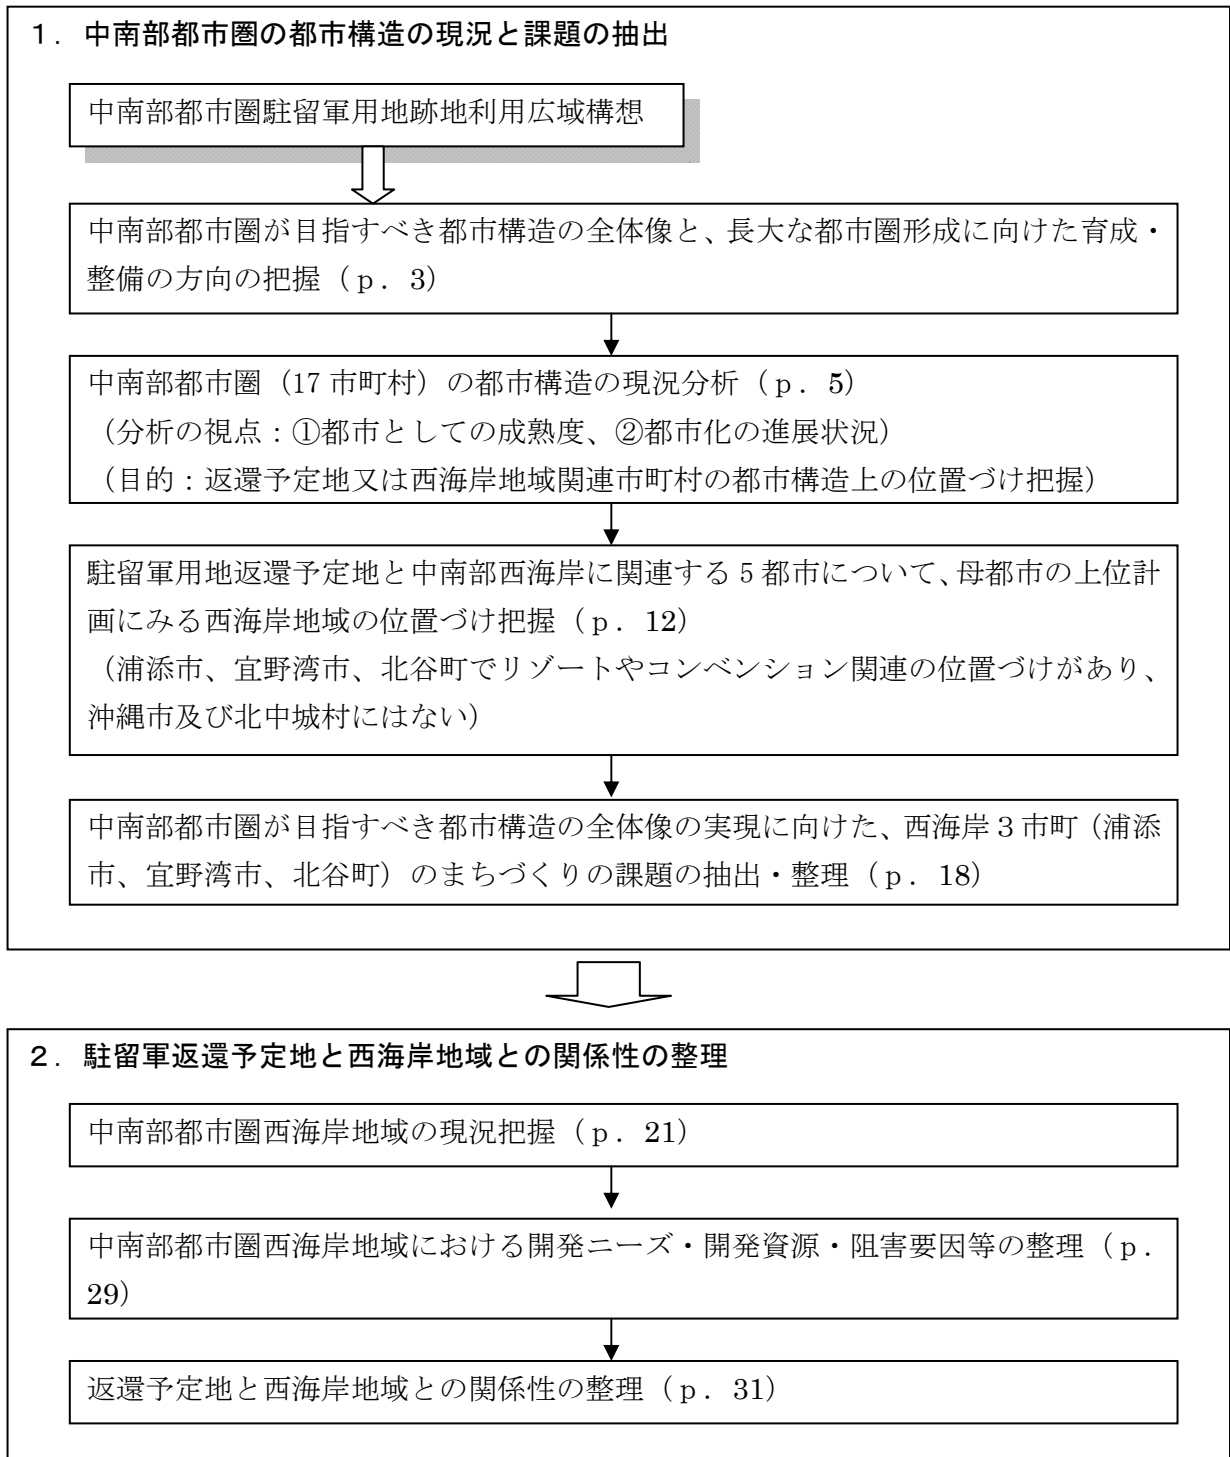 １．中南部都市圏の都市構造の現況と課題の抽出
中南部都市圏駐留軍用地跡地利用広域構想
中南部都市圏が目指すべき都市構造の全体像と、長大な都市圏形成に向けた育成・
整備の方向の把握（ｐ．3）
中南部都市圏（17 市町村）の都市構造の現況分析（ｐ．5）
（分析の視点：①都市としての成熟度、②都市化の進展状況）
（目的：返還予定地又は西海岸地域関連市町村の都市構造上の位置づけ把握）
駐留軍用地返還予定地と中南部西海岸に関連する 5 都市について、母都市の上位計
画にみる西海岸地域の位置づけ把握（ｐ．12）
（浦添市、宜野湾市、北谷町でリゾートやコンベンション関連の位置づけがあり、
沖縄市及び北中城村にはない）
中南部都市圏が目指すべき都市構造の全体像の実現に向けた、西海岸３市町（浦添
市、宜野湾市、北谷町）のまちづくりの課題の抽出・整理（ｐ．18）
２．駐留軍返還予定地と西海岸地域との関係性の整理
中南部都市圏西海岸地域の現況把握（ｐ．21）
中南部都市圏西海岸地域における開発ニーズ・開発資源・阻害要因等の整理（ｐ．
29）
返還予定地と西海岸地域との関係性の整理（ｐ．31）